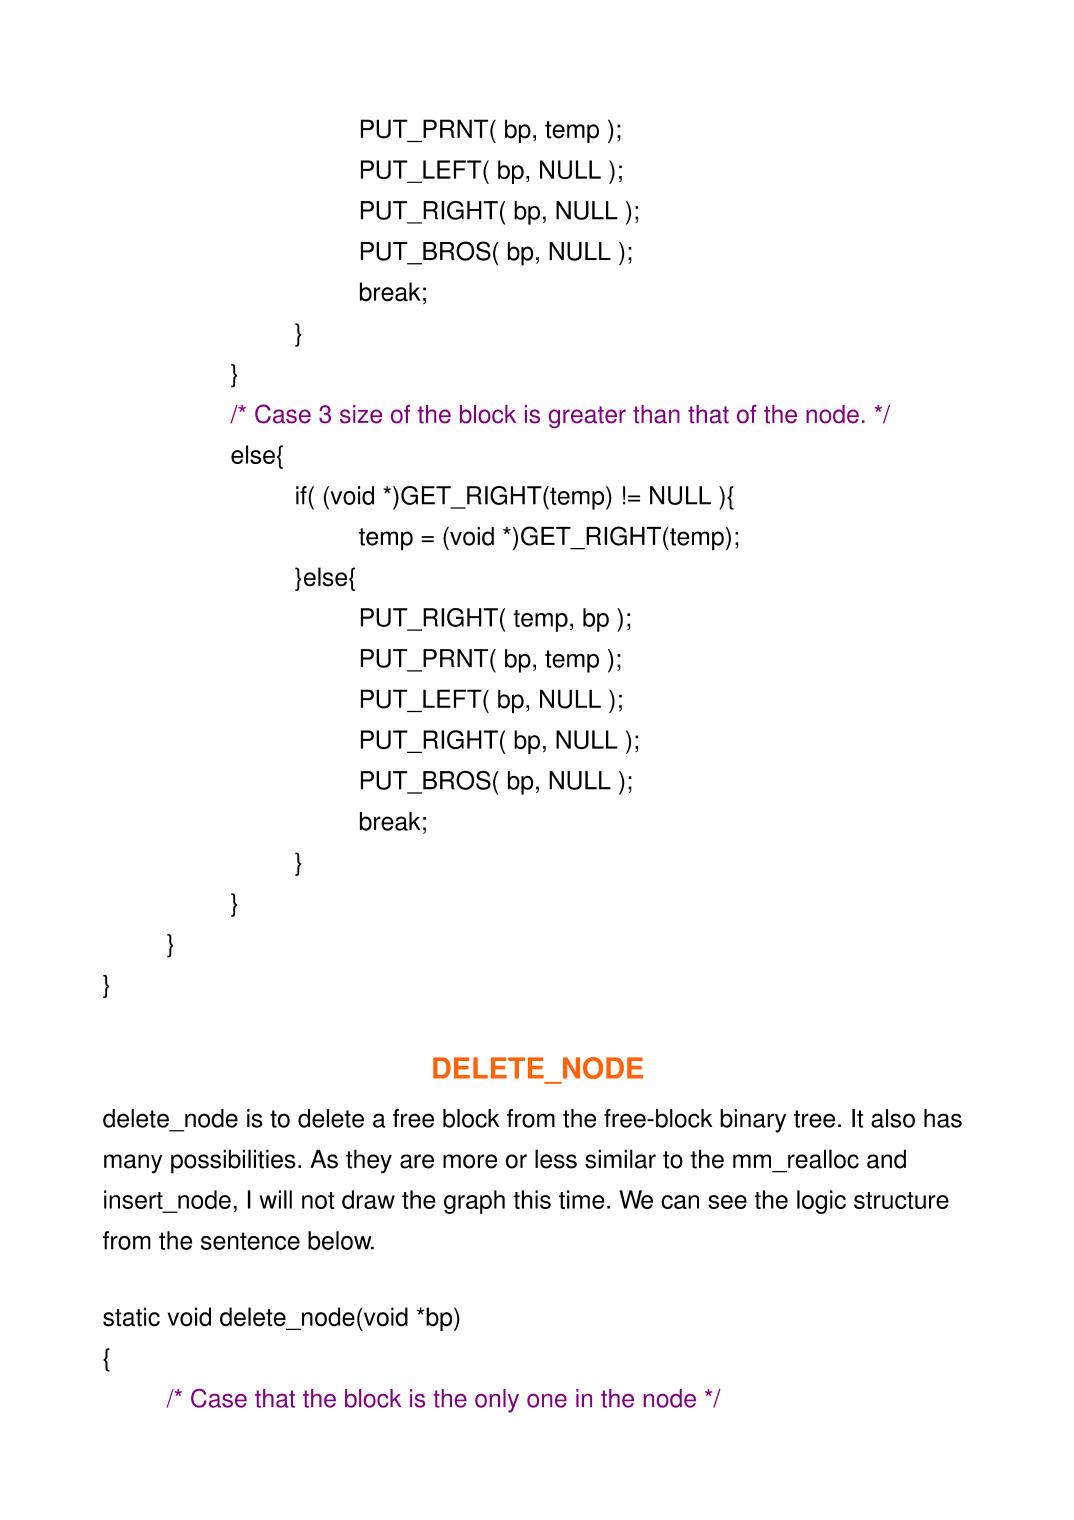 PUT_PRNT( bp, temp );
PUT_LEFT( bp, NULL );
PUT_RIGHT( bp, NULL );
PUT_BROS( bp, NULL );
break;
}
}
/* Case 3 size of the block is greater than that of the node. */
else{
if( (void *)GET_RIGHT(temp) != NULL ){
temp = (void *)GET_RIGHT(temp);
}else{
PUT_RIGHT( temp, bp );
PUT_PRNT( bp, temp );
PUT_LEFT( bp, NULL );
PUT_RIGHT( bp, NULL );
PUT_BROS( bp, NULL );
break;
}
}
}
}
DELETE_NODE
delete_node is to delete a free block from the free-block binary tree. It also has
many possibilities. As they are more or less similar to the mm_realloc and
insert_node, I will not draw the graph this time. We can see the logic structure
from the sentence below.
static void delete_node(void *bp)
{
/* Case that the block is the only one in the node */